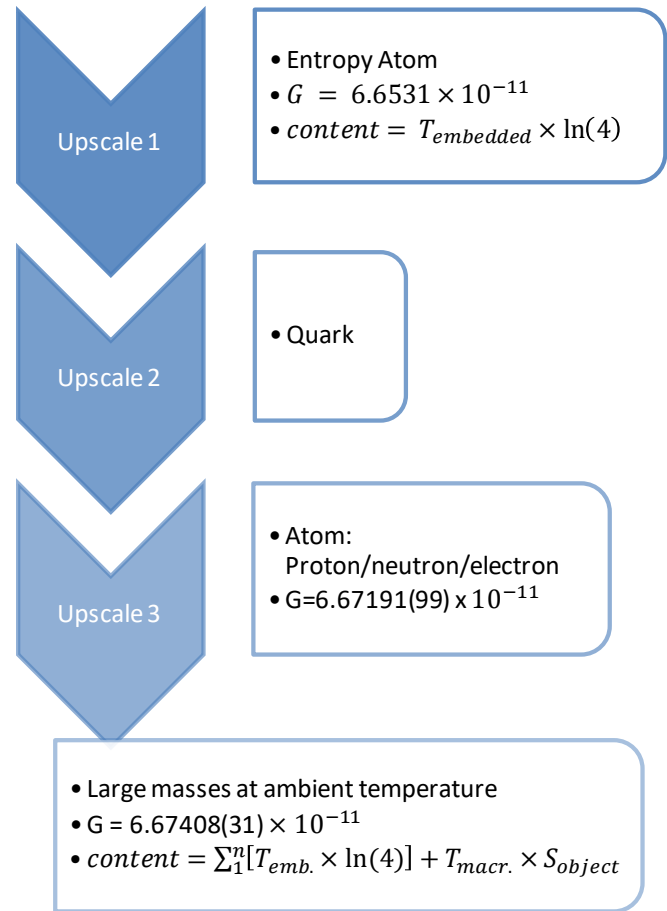 Upscale 1
• Entropy Atom
• G = 6.6531 × 10⁻¹¹
• content = T_embedded × ln(4)
Upscale 2
• Quark
Upscale 3
• Atom:
Proton/neutron/electron
• G=6.67191(99) x 10⁻¹¹
• Large masses at ambient temperature
• G = 6.67408(31) × 10⁻¹¹
• content = ∑₁ⁿ[T_emb. × ln(4)] + T_macr. × S_object